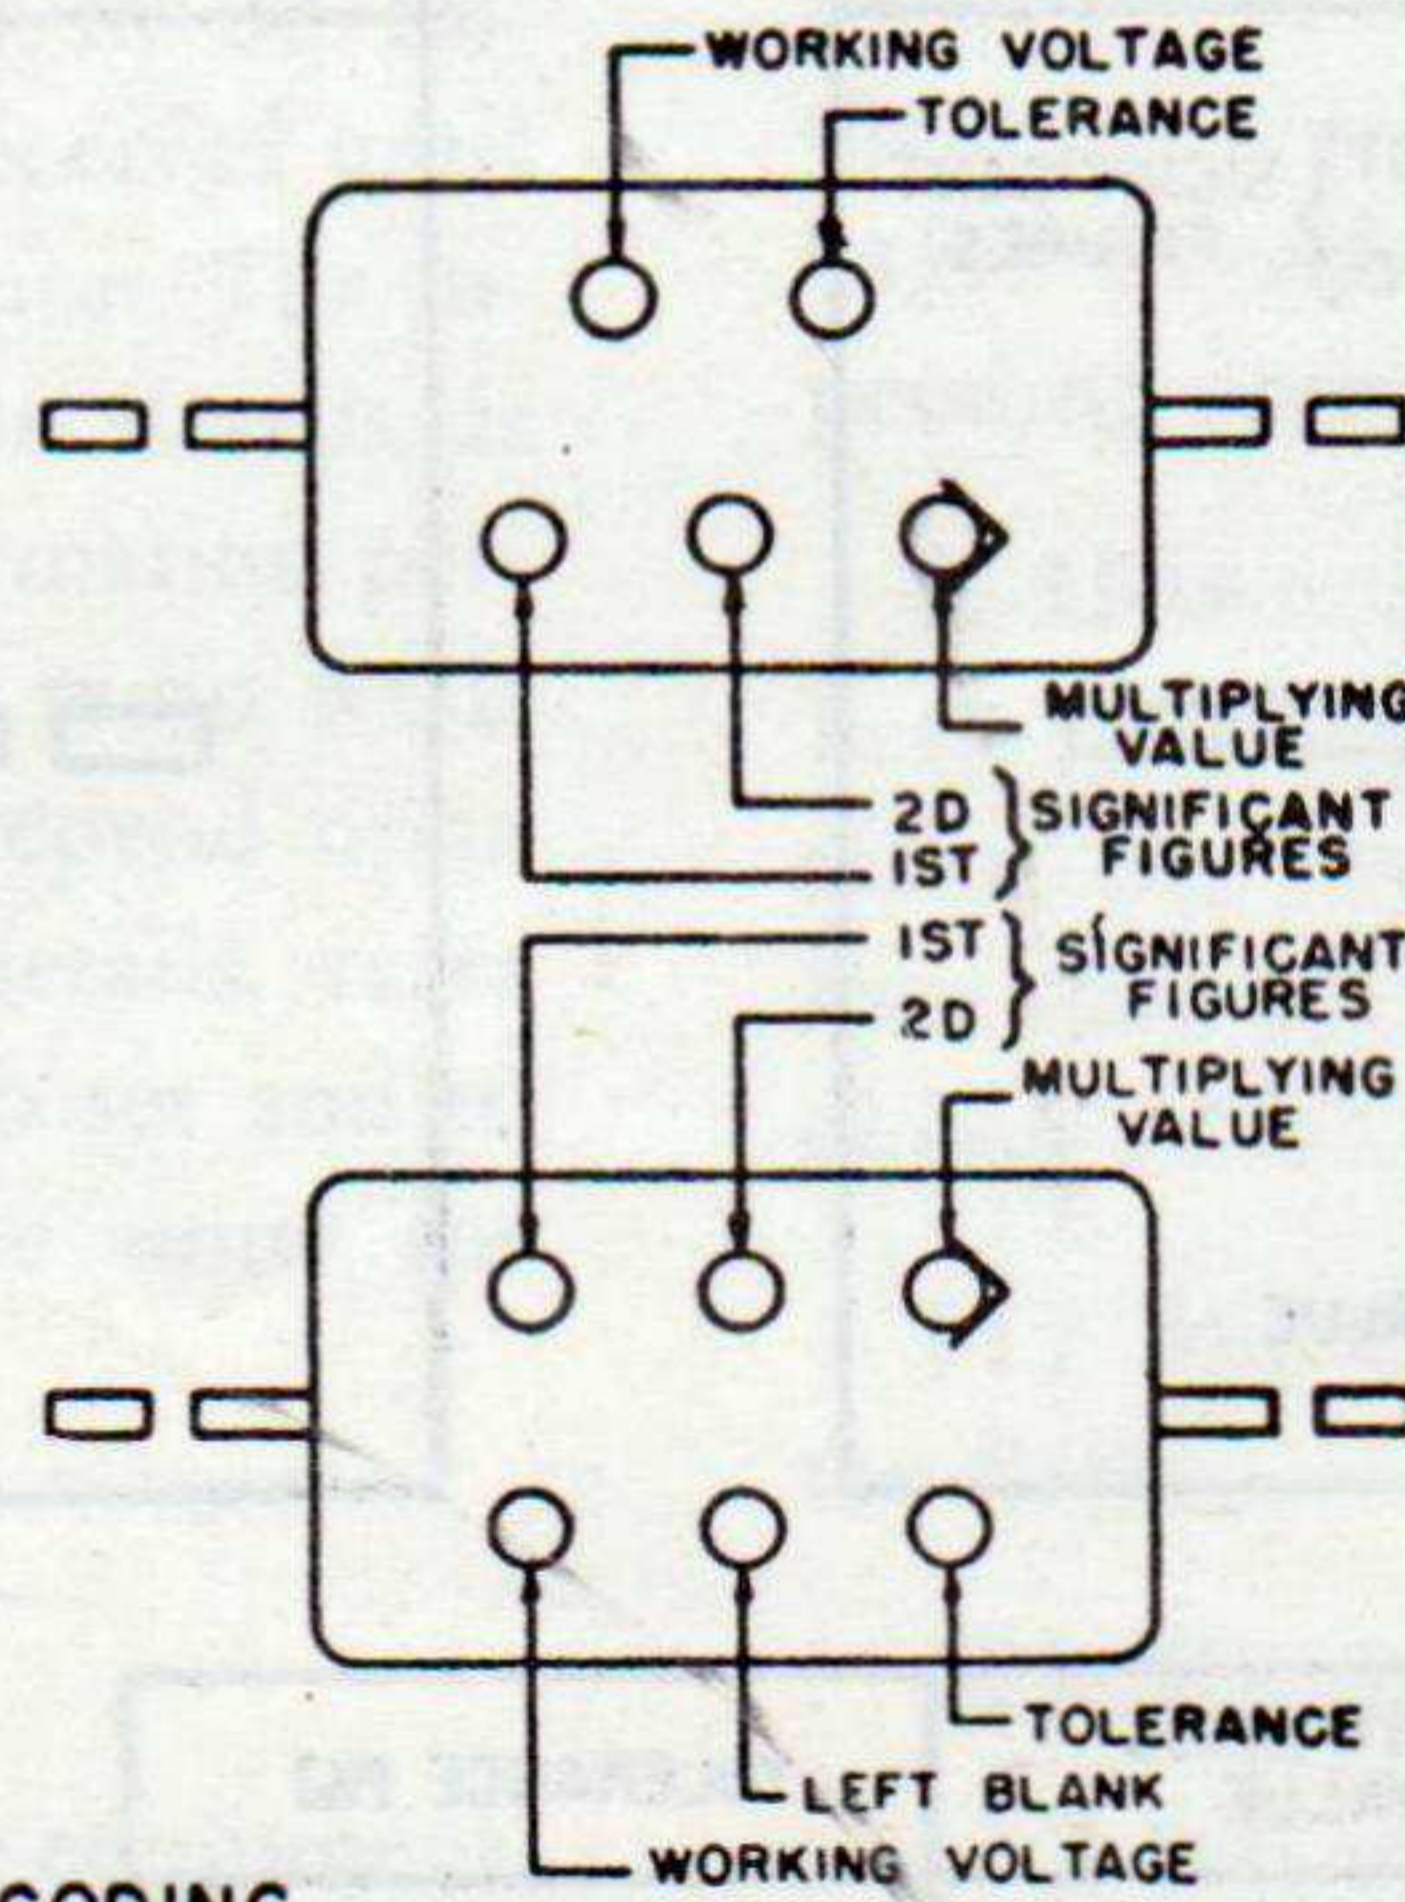 WORKING VOLTAGE
TOLERANCE
MULTIPLYING
VALUE
2D
1ST
SIGNIFICANT
FIGURES
1ST
2D
SIGNIFICANT
FIGURES
MULTIPLYING
VALUE
TOLERANCE
LEFT BLANK
WORKING VOLTAGE